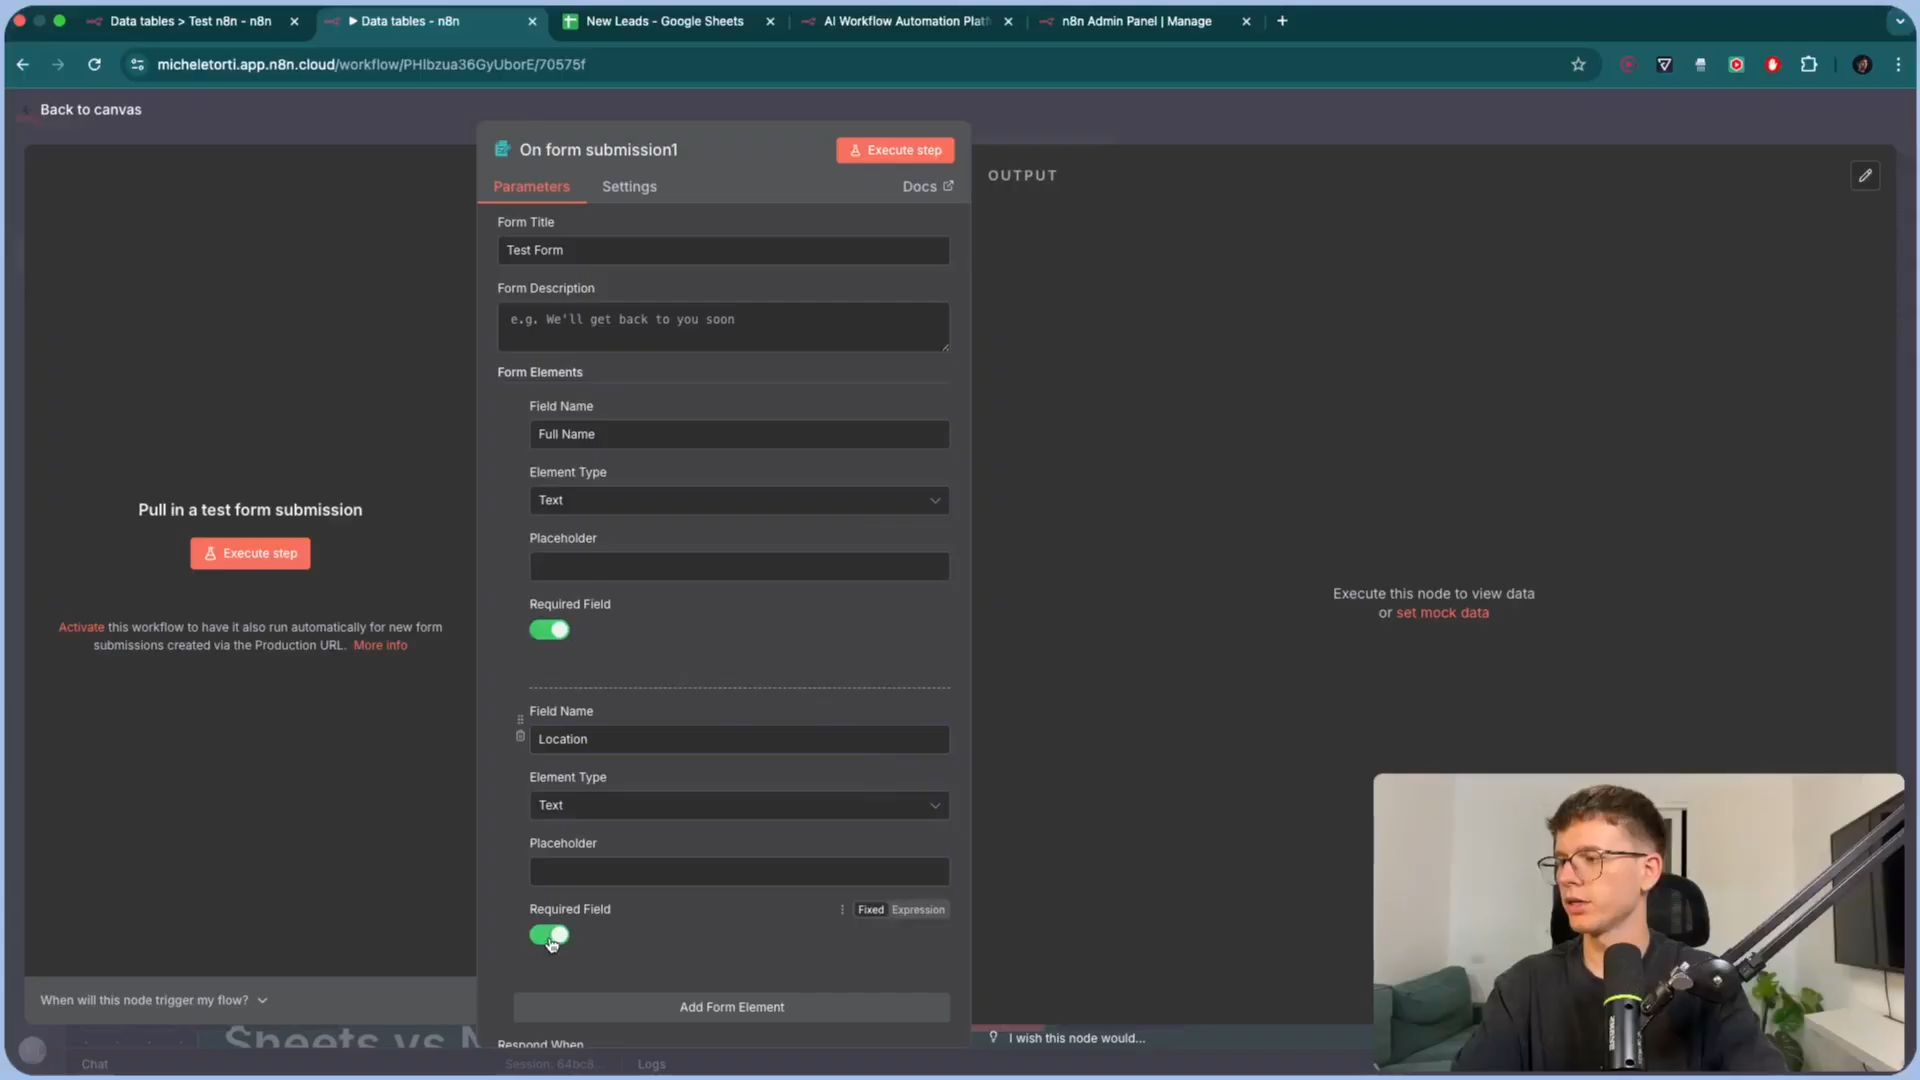 Data tables > Test n8n - n8n
▶ Data tables - n8n
New Leads - Google Sheets
AI Workflow Automation Platf
n8n Admin Panel | Manage
micheletorti.app.n8n.cloud/workflow/PHIbzua36GyUborE/70575f
Back to canvas
On form submission1
Execute step
Parameters
Settings
Docs
OUTPUT
Form Title
Test Form
Form Description
e.g. We'll get back to you soon
Form Elements
Field Name
Full Name
Element Type
Text
Placeholder
Required Field
Pull in a test form submission
Execute step
Activate this workflow to have it also run automatically for new form
submissions created via the Production URL. More info
Execute this node to view data
or set mock data
Field Name
Location
Element Type
Text
Placeholder
Required Field
Fixed
Expression
Add Form Element
Respond When
When will this node trigger my flow?
I wish this node would...
Sheets vs
Chat
Session: 64bc8...
Logs